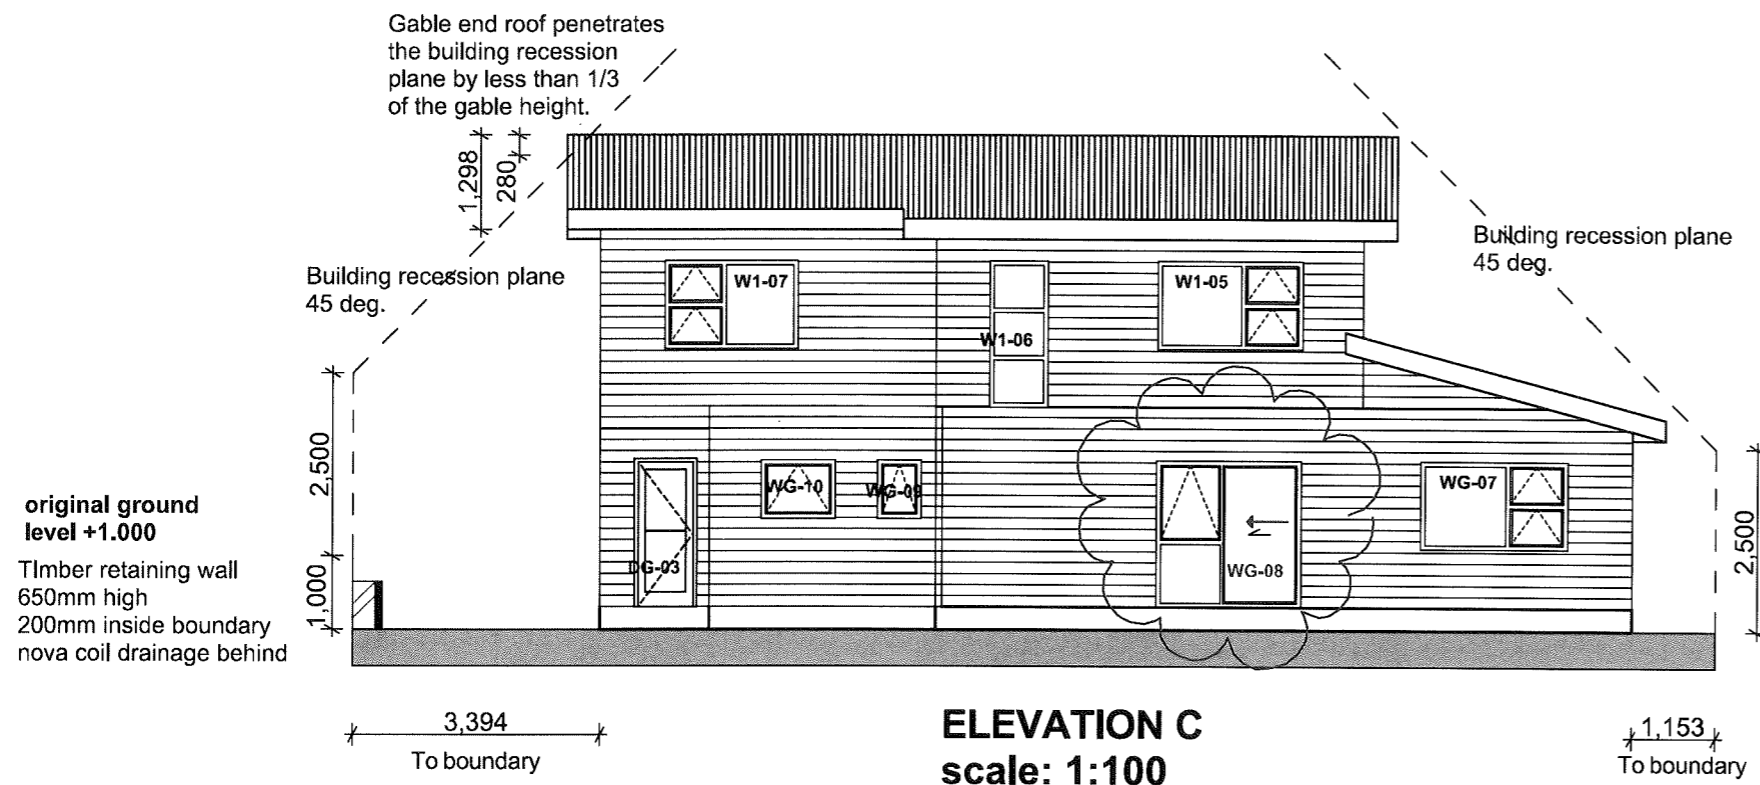 Gable end roof penetrates
the building recession
plane by less than 1/3
of the gable height.
1,298
280
Building recession plane
45 deg.
Building recession plane
45 deg.
W1-07
W1-06
W1-05
2,500
original ground
level +1.000
TImber retaining wall
650mm high
200mm inside boundary
nova coil drainage behind
1,000
DG-03
WG-10
WG-09
WG-08
WG-07
2,500
3,394
To boundary
ELEVATION C
scale: 1:100
1,153
To boundary